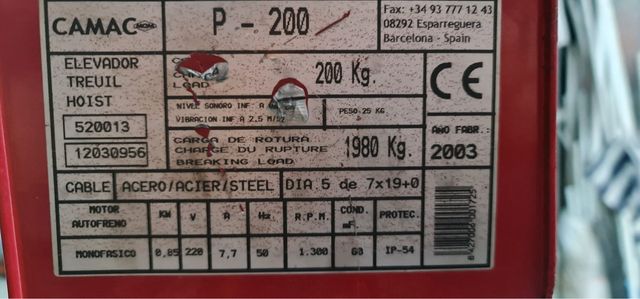 CAMAC
P - 200
Fax: +34 93 777 12 43
08292 Esparreguera
Barcelona - Spain
ELEVADOR
TREUIL
HOIST
LOAD
200 Kg.
CE
NIVEL SONORO INF. A
VIBRACION INF A 2.5 M/
PESO 25 KG
520013
12030956
CARGA DE ROTURA
CHARGE DU RUPTURE
BREAKING LOAD
1980 Kg.
AÑO FABR.:
2003
CABLE ACERO/ACIER/STEEL DIA 5 de 7x19+0
MOTOR AUTOFRENO KW V A Hz. R.P.M. COND. mF. PROTEC.
MONOFASICO 0,85 220 7,7 50 1.300 60 IP-54